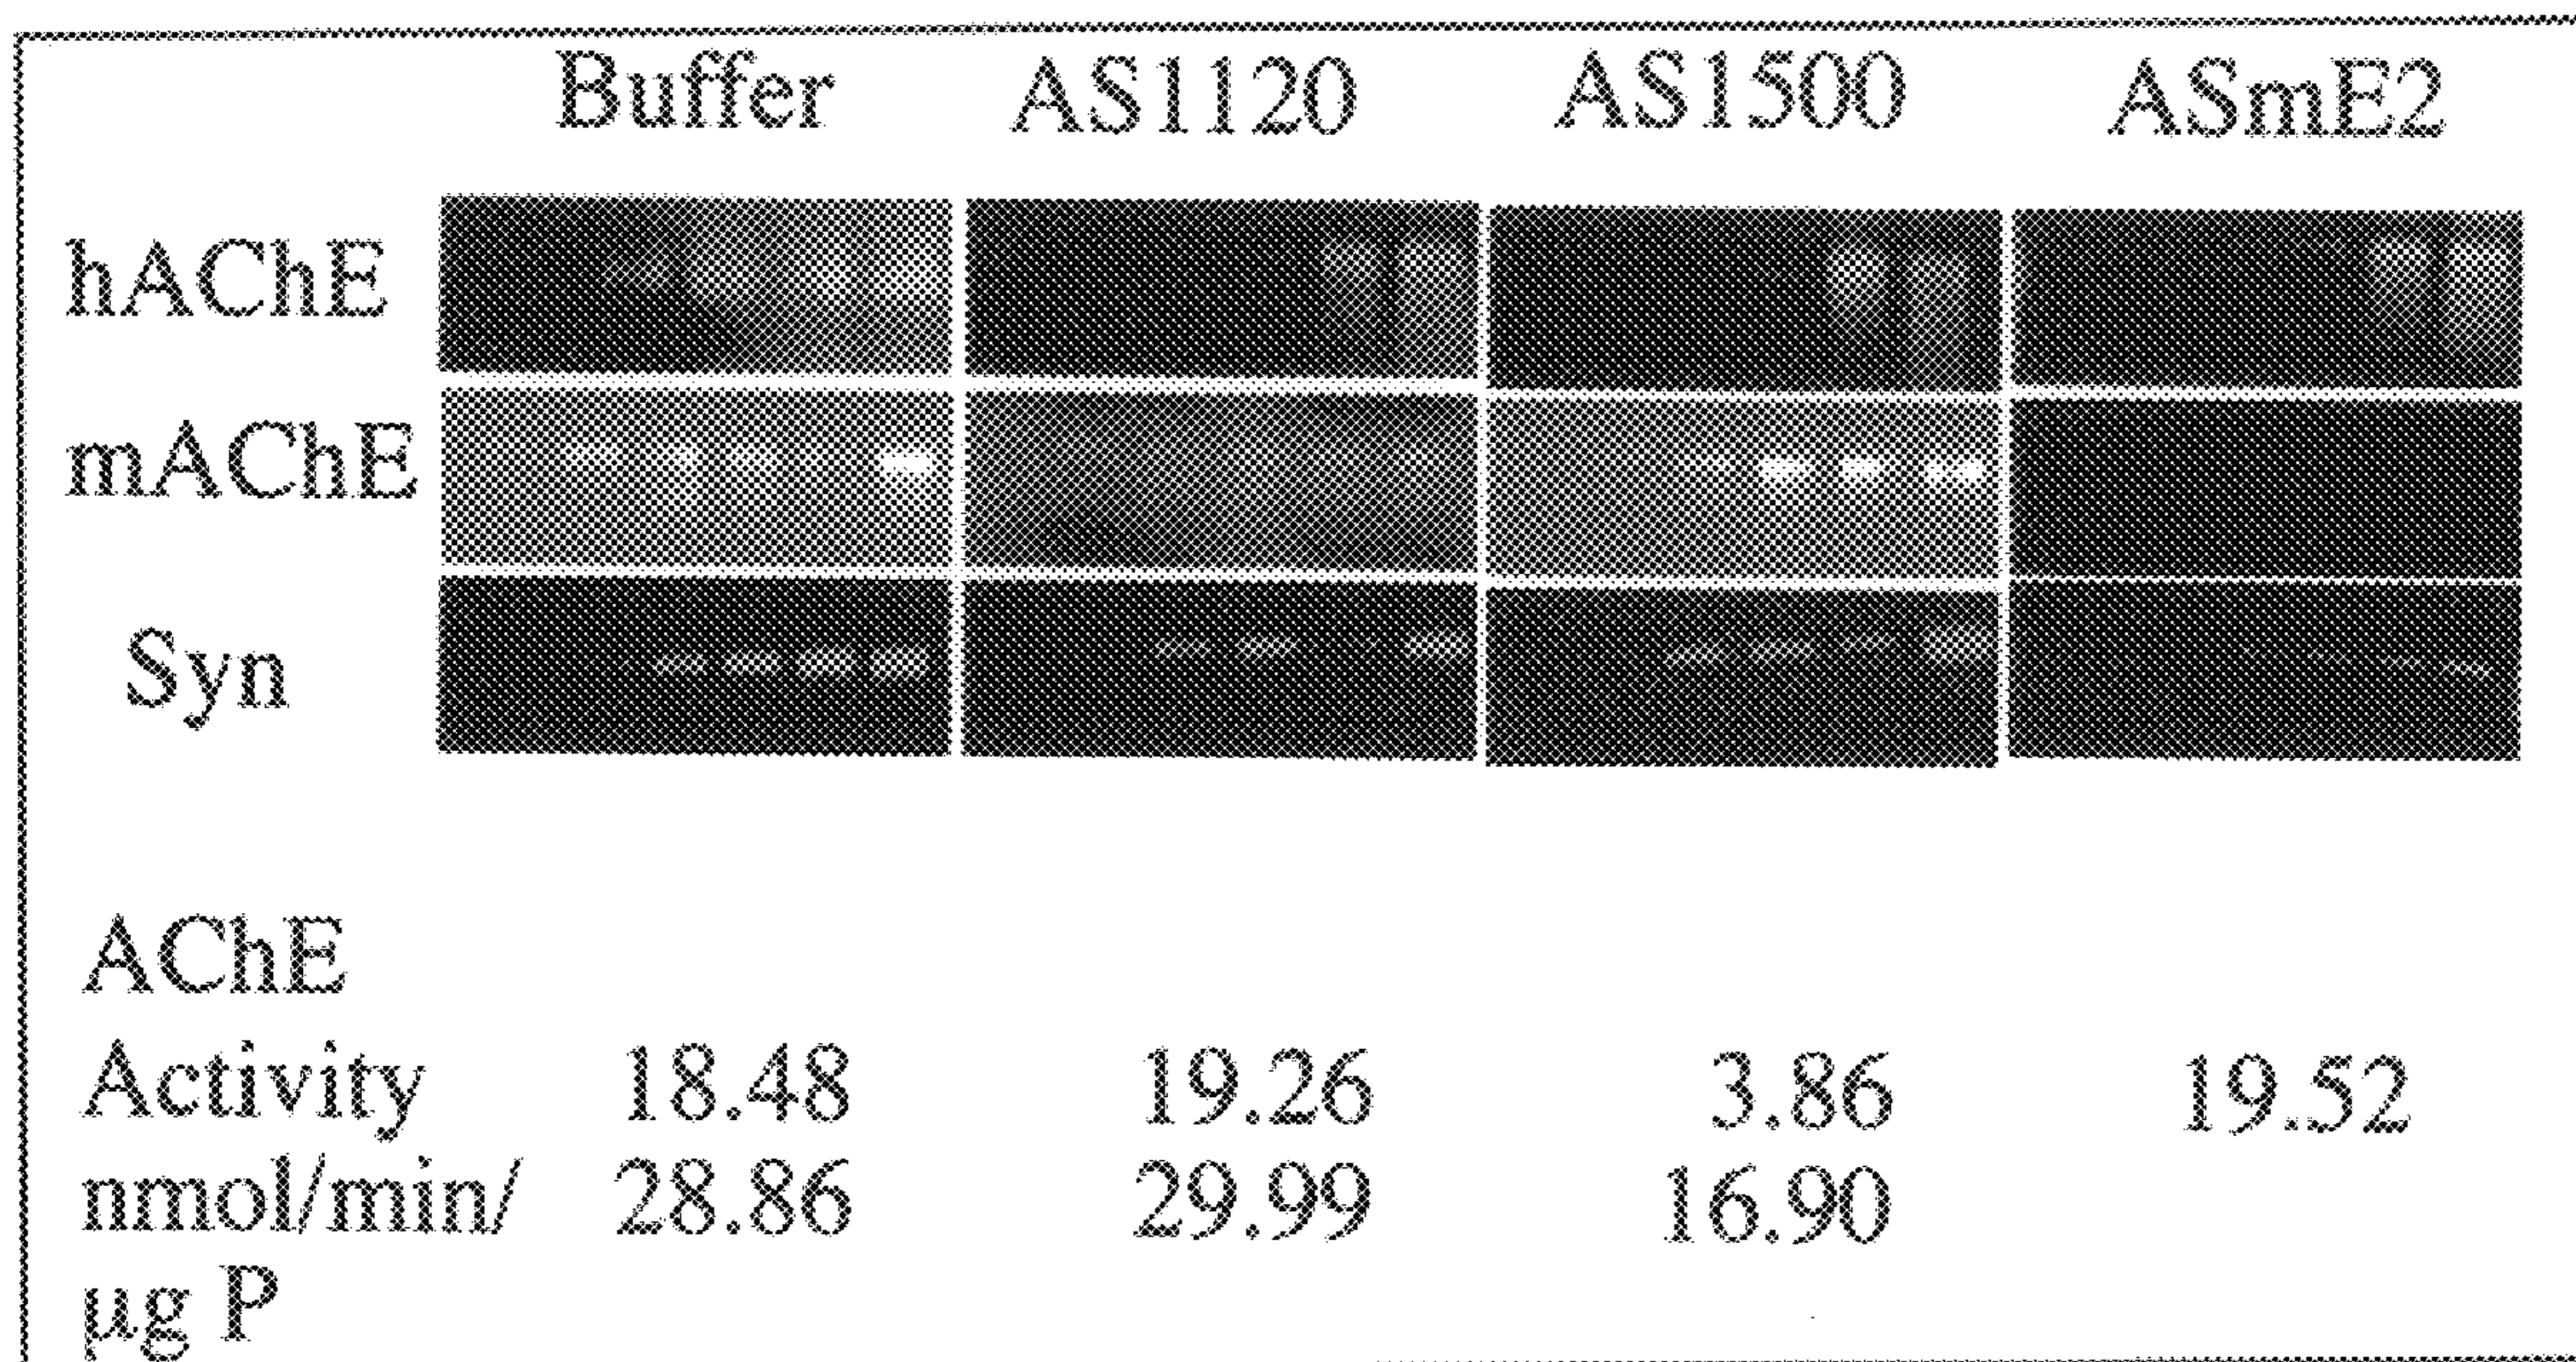 Buffer AS1120 AS1500 ASmE2
hAChE
mAChE
Syn
AChE
Activity 18.48 19.26 3.86 19.52
nmol/min/ 28.86 29.99 16.90
µg P